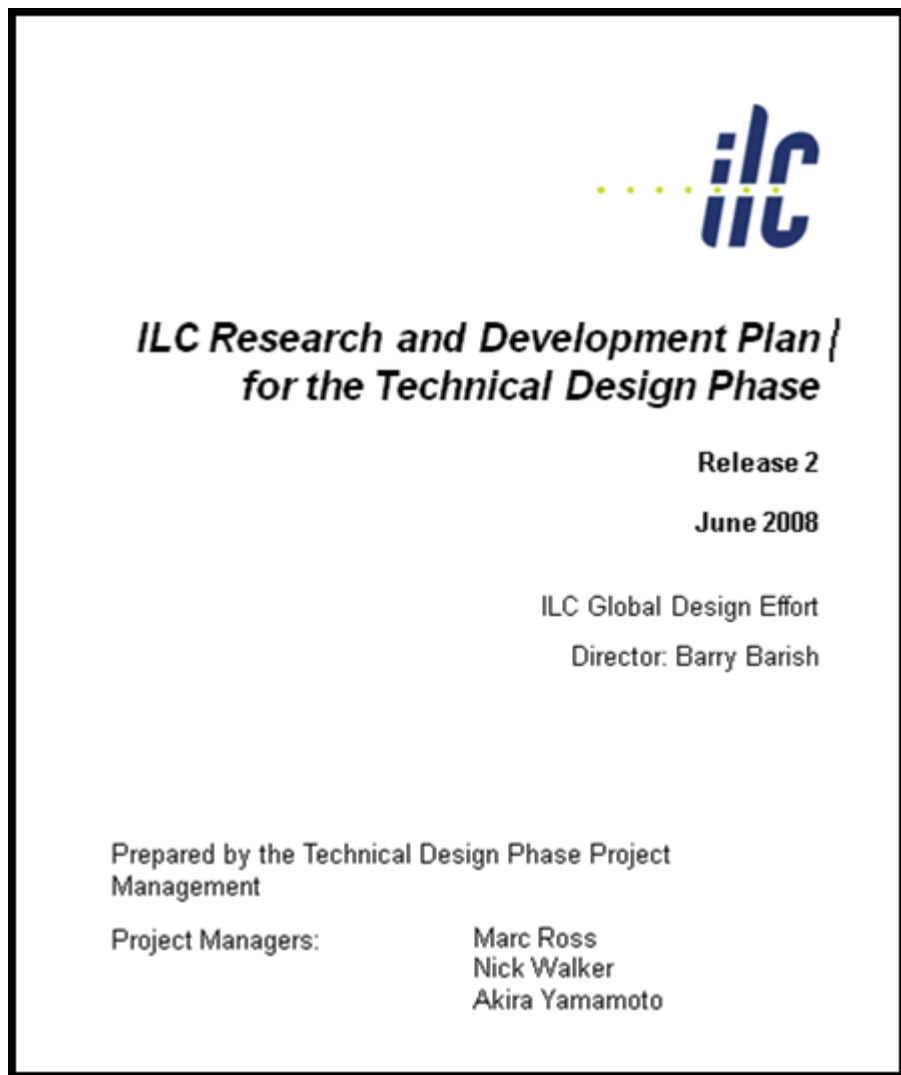 ilc
ILC Research and Development Plan
for the Technical Design Phase
Release 2
June 2008
ILC Global Design Effort
Director: Barry Barish
Prepared by the Technical Design Phase Project
Management
Project Managers:
Marc Ross
Nick Walker
Akira Yamamoto